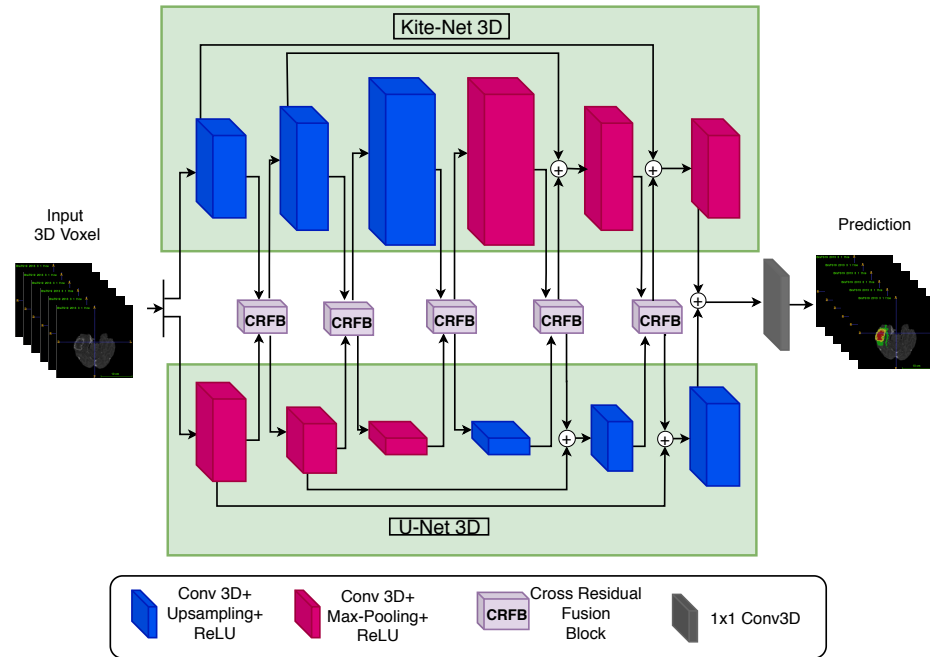 Kite-Net 3D
Input
3D Voxel
Prediction
CRFB
CRFB
CRFB
CRFB
CRFB
U-Net 3D
Conv 3D+
Upsampling+
ReLU
Conv 3D+
Max-Pooling+
ReLU
CRFB
Cross Residual
Fusion
Block
1x1 Conv3D